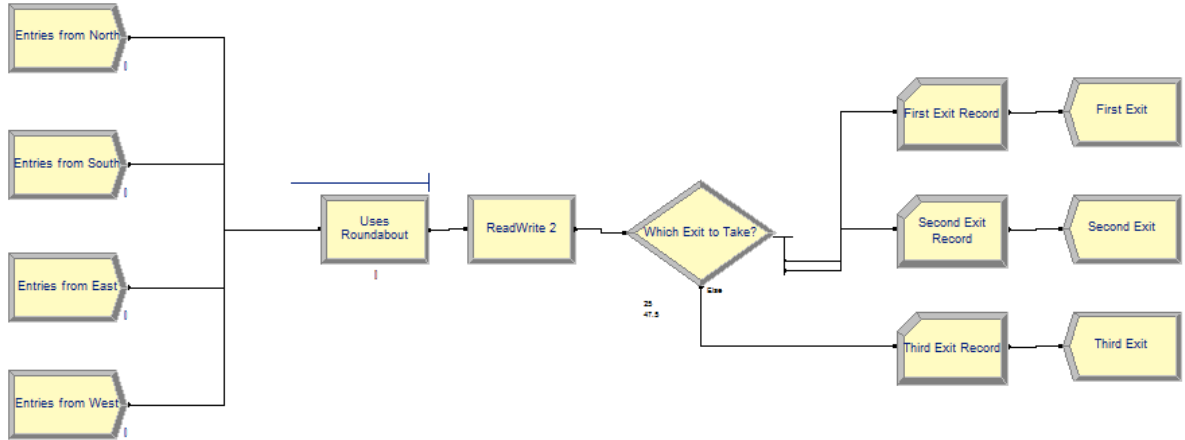 Entries from North
Entries from South
Entries from East
Entries from West
Uses
Roundabout
ReadWrite 2
Which Exit to Take?
Else
25
47.5
First Exit Record
First Exit
Second Exit
Record
Second Exit
Third Exit Record
Third Exit